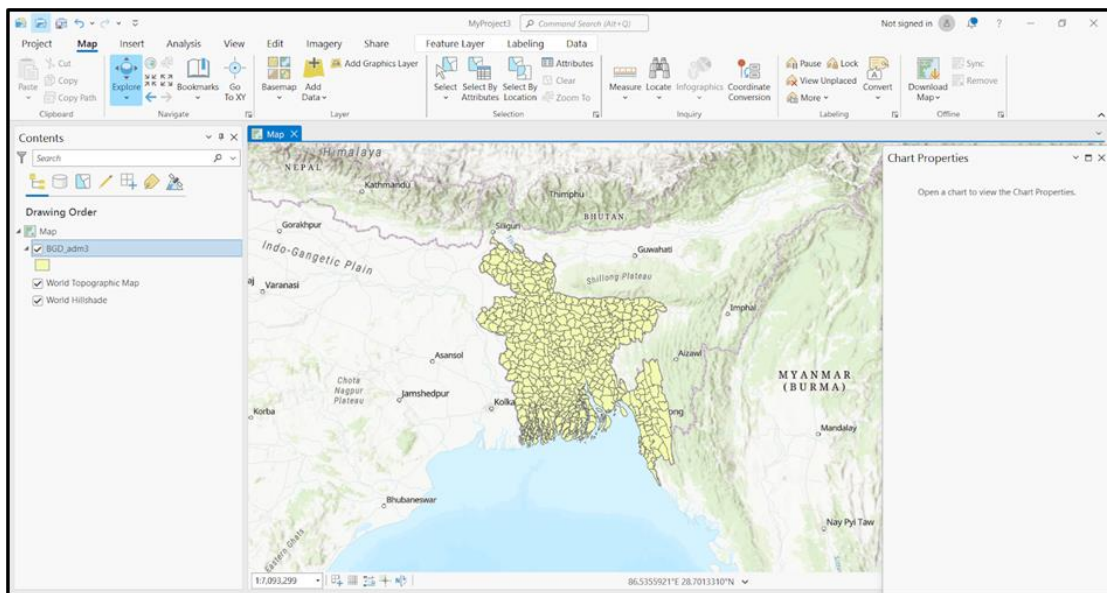 MyProject3
Command Search (Alt+Q)
Not signed in
?
Project Map Insert Analysis View Edit Imagery Share Feature Layer Labeling Data
Paste
Cut
Copy
Copy Path
Clipboard
Explore
Bookmarks
Go To XY
Navigate
Basemap
Add Data
Add Graphics Layer
Layer
Select
Select By Attributes
Select By Location
Attributes
Clear
Zoom To
Selection
Measure
Locate
Infographics
Coordinate Conversion
Inquiry
Pause
Lock
View Unplaced
More
Convert
Labeling
Download Map
Sync
Remove
Offline
Contents
Search
Drawing Order
Map
BGD_adm3
World Topographic Map
World Hillshade
Map
Himalaya
NEPAL
Kathmandu
Thimphu
BHUTAN
Gorakhpur
Siliguri
Indo-Gangetic Plain
Guwahati
Shillong Plateau
Varanasi
Imphal
Asansol
Aizawl
Chota
Nagpur
Plateau
Jamshedpur
MYANMAR
(BURMA)
Korba
Kolka
ong
Mandalay
Bhubaneswar
Nay Pyi Taw
Eastern Ghats
1:7,093,299
86.5355921°E 28.7013310°N
Chart Properties
Open a chart to view the Chart Properties.